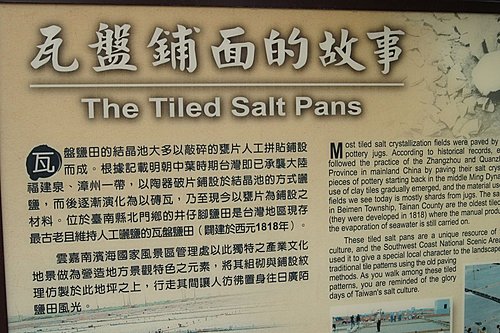 瓦盤鋪面的故事
The Tiled Salt Pans
瓦盤鹽田的結晶池大多以敲碎的甕片人工拼貼鋪設
而成。根據記載明朝中葉時期台灣即已承襲大陸
福建泉、漳州一帶，以陶器破片鋪設於結晶池的方式曬
鹽，而後逐漸演化為以磚瓦，乃至現今以甕片為鋪設之
材料。位於臺南縣北門鄉的井仔腳鹽田是台灣地區現存
最古老且維持人工曬鹽的瓦盤鹽田（闢建於西元1818年）。
雲嘉南濱海國家風景區管理處以此獨特之產業文化
地景做為營造地方景觀特色之元素，將其組砌與鋪設紋
理仿製於此地坪之上，行走其間讓人彷彿置身往日廣陌
鹽田風光。
Most tiled salt crystallization fields were paved by
pottery jugs. According to historical records,
followed the practice of the Zhangzhou and
Province in mainland China by paving their salt
pieces of pottery starting back in the middle Ming
use of clay tiles gradually emerged, and the material
fields we see today is mostly shards from jugs. The
in Beimen Township, Tainan County are the oldest tiled
(they were developed in 1818) where the manual
the evaporation of seawater is still carried on.
These tiled salt pans are a unique resource of
culture, and the Southwest Coast National Scenic
used it to give a special local character to the
traditional tile patterns using the old paving
methods. As you walk among these tiled
patterns, you are reminded of the glory
days of Taiwan's salt culture.